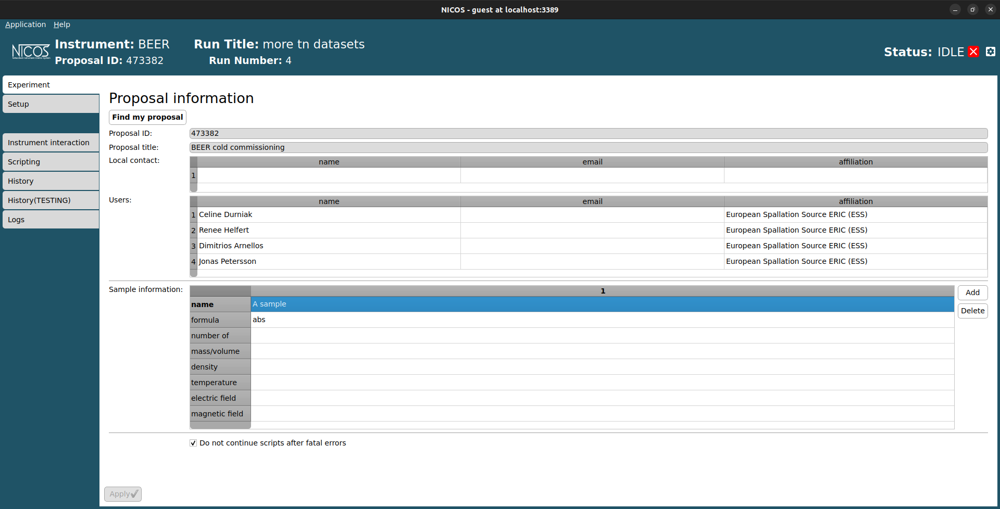 NICOS - guest at localhost:3389
Application Help
NICOS
Instrument: BEER Run Title: more tn datasets
Proposal ID: 473382 Run Number: 4
Status: IDLE
Experiment
Setup
Instrument interaction
Scripting
History
History(TESTING)
Logs
Proposal information
Find my proposal
Proposal ID: 473382
Proposal title: BEER cold commissioning
Local contact:
name email affiliation
1
Users:
name email affiliation
1 Celine Durniak European Spallation Source ERIC (ESS)
2 Renee Helfert European Spallation Source ERIC (ESS)
3 Dimitrios Arnellos European Spallation Source ERIC (ESS)
4 Jonas Petersson European Spallation Source ERIC (ESS)
Sample information:
1
name A sample
formula abs
number of
mass/volume
density
temperature
electric field
magnetic field
Add
Delete
Do not continue scripts after fatal errors
Apply